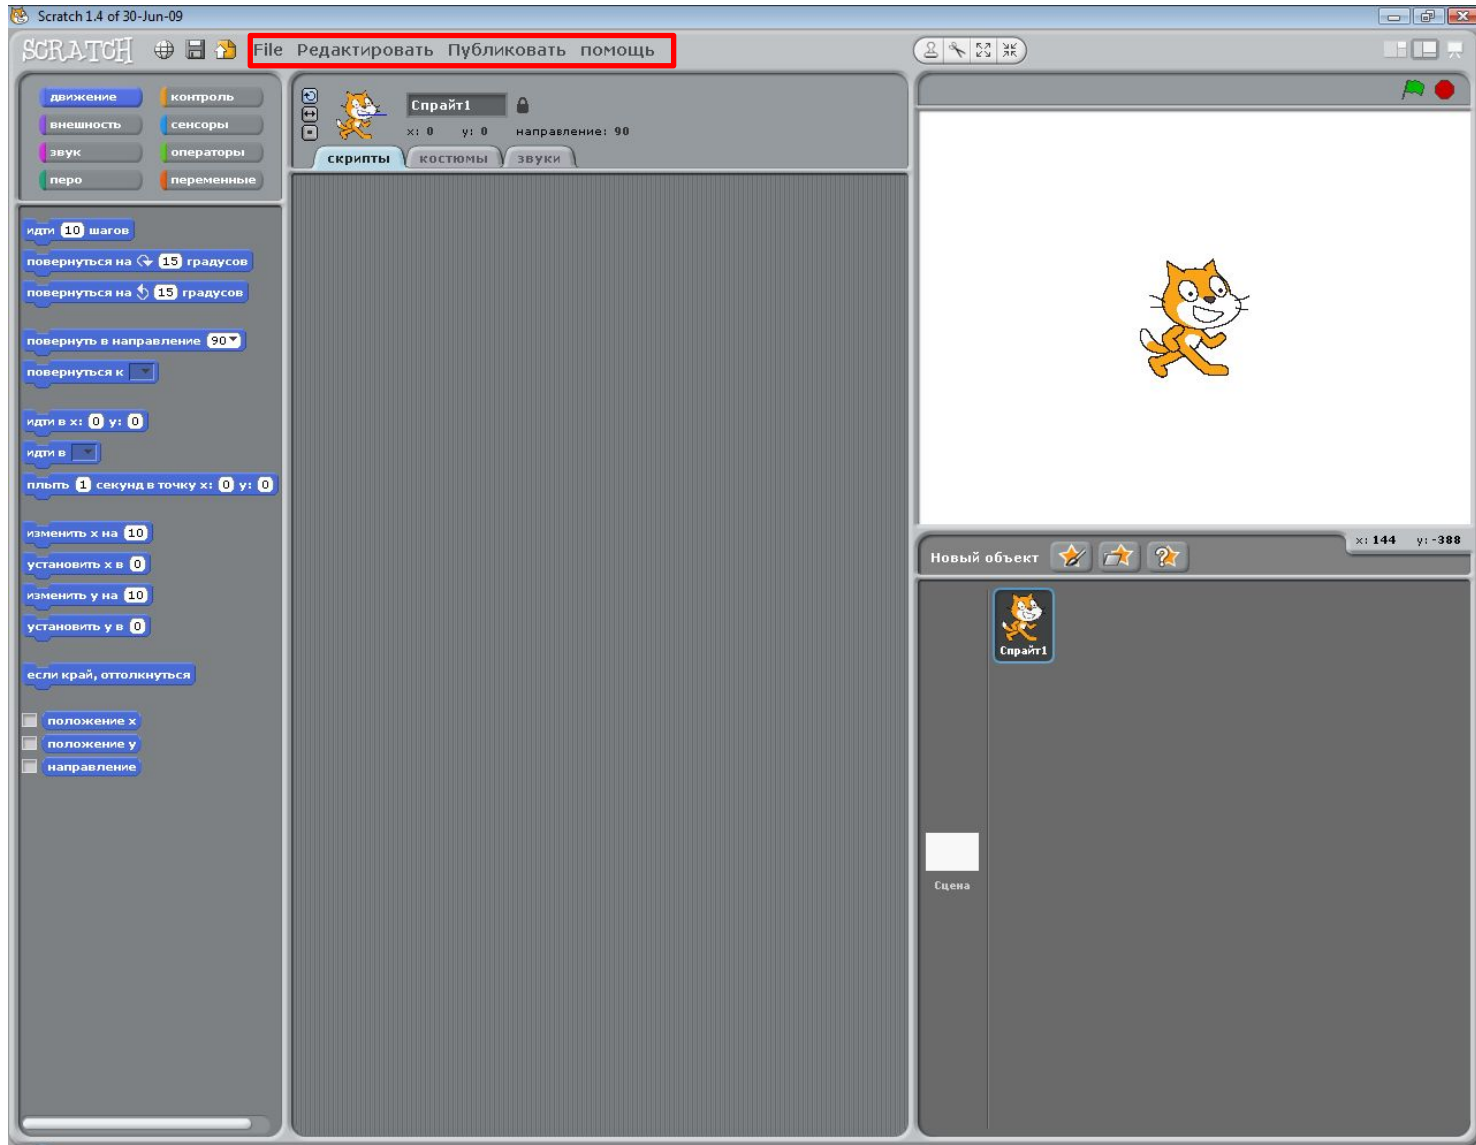 Scratch 1.4 of 30-Jun-09
SCRATCH File Редактировать Публиковать помощь
движение контроль
внешность сенсоры
звук операторы
перо переменные
Спрайт1
x: 0 y: 0 направление: 90
скрипты костюмы звуки
идти 10 шагов
повернуться на 15 градусов
повернуться на 15 градусов
повернуть в направление 90
повернуться к
идти в x: 0 y: 0
идти в
плыть 1 секунд в точку x: 0 y: 0
изменить x на 10
установить x в 0
изменить y на 10
установить y в 0
если край, оттолкнуться
положение x
положение y
направление
x: 144 y: -388
Новый объект
Спрайт1
Сцена